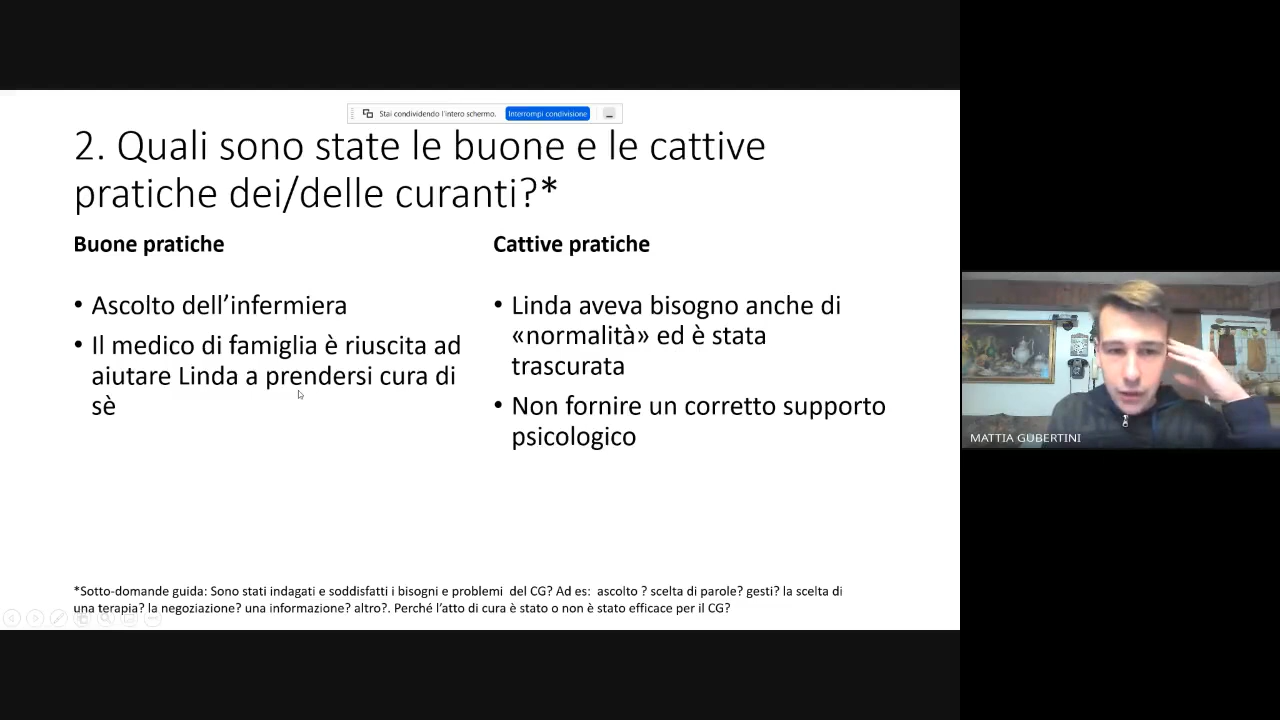 Stai condividendo l'intero schermo. Interrompi condivisione
2. Quali sono state le buone e le cattive
pratiche dei/delle curanti?*
Buone pratiche
• Ascolto dell'infermiera
• Il medico di famiglia è riuscita ad
aiutare Linda a prendersi cura di
sè
Cattive pratiche
• Linda aveva bisogno anche di
«normalità» ed è stata
trascurata
• Non fornire un corretto supporto
psicologico
*Sotto-domande guida: Sono stati indagati e soddisfatti i bisogni e problemi del CG? Ad es: ascolto ? scelta di parole? gesti? la scelta di
una terapia? la negoziazione? una informazione? altro?. Perché l'atto di cura è stato o non è stato efficace per il CG?
MATTIA GUBERTINI